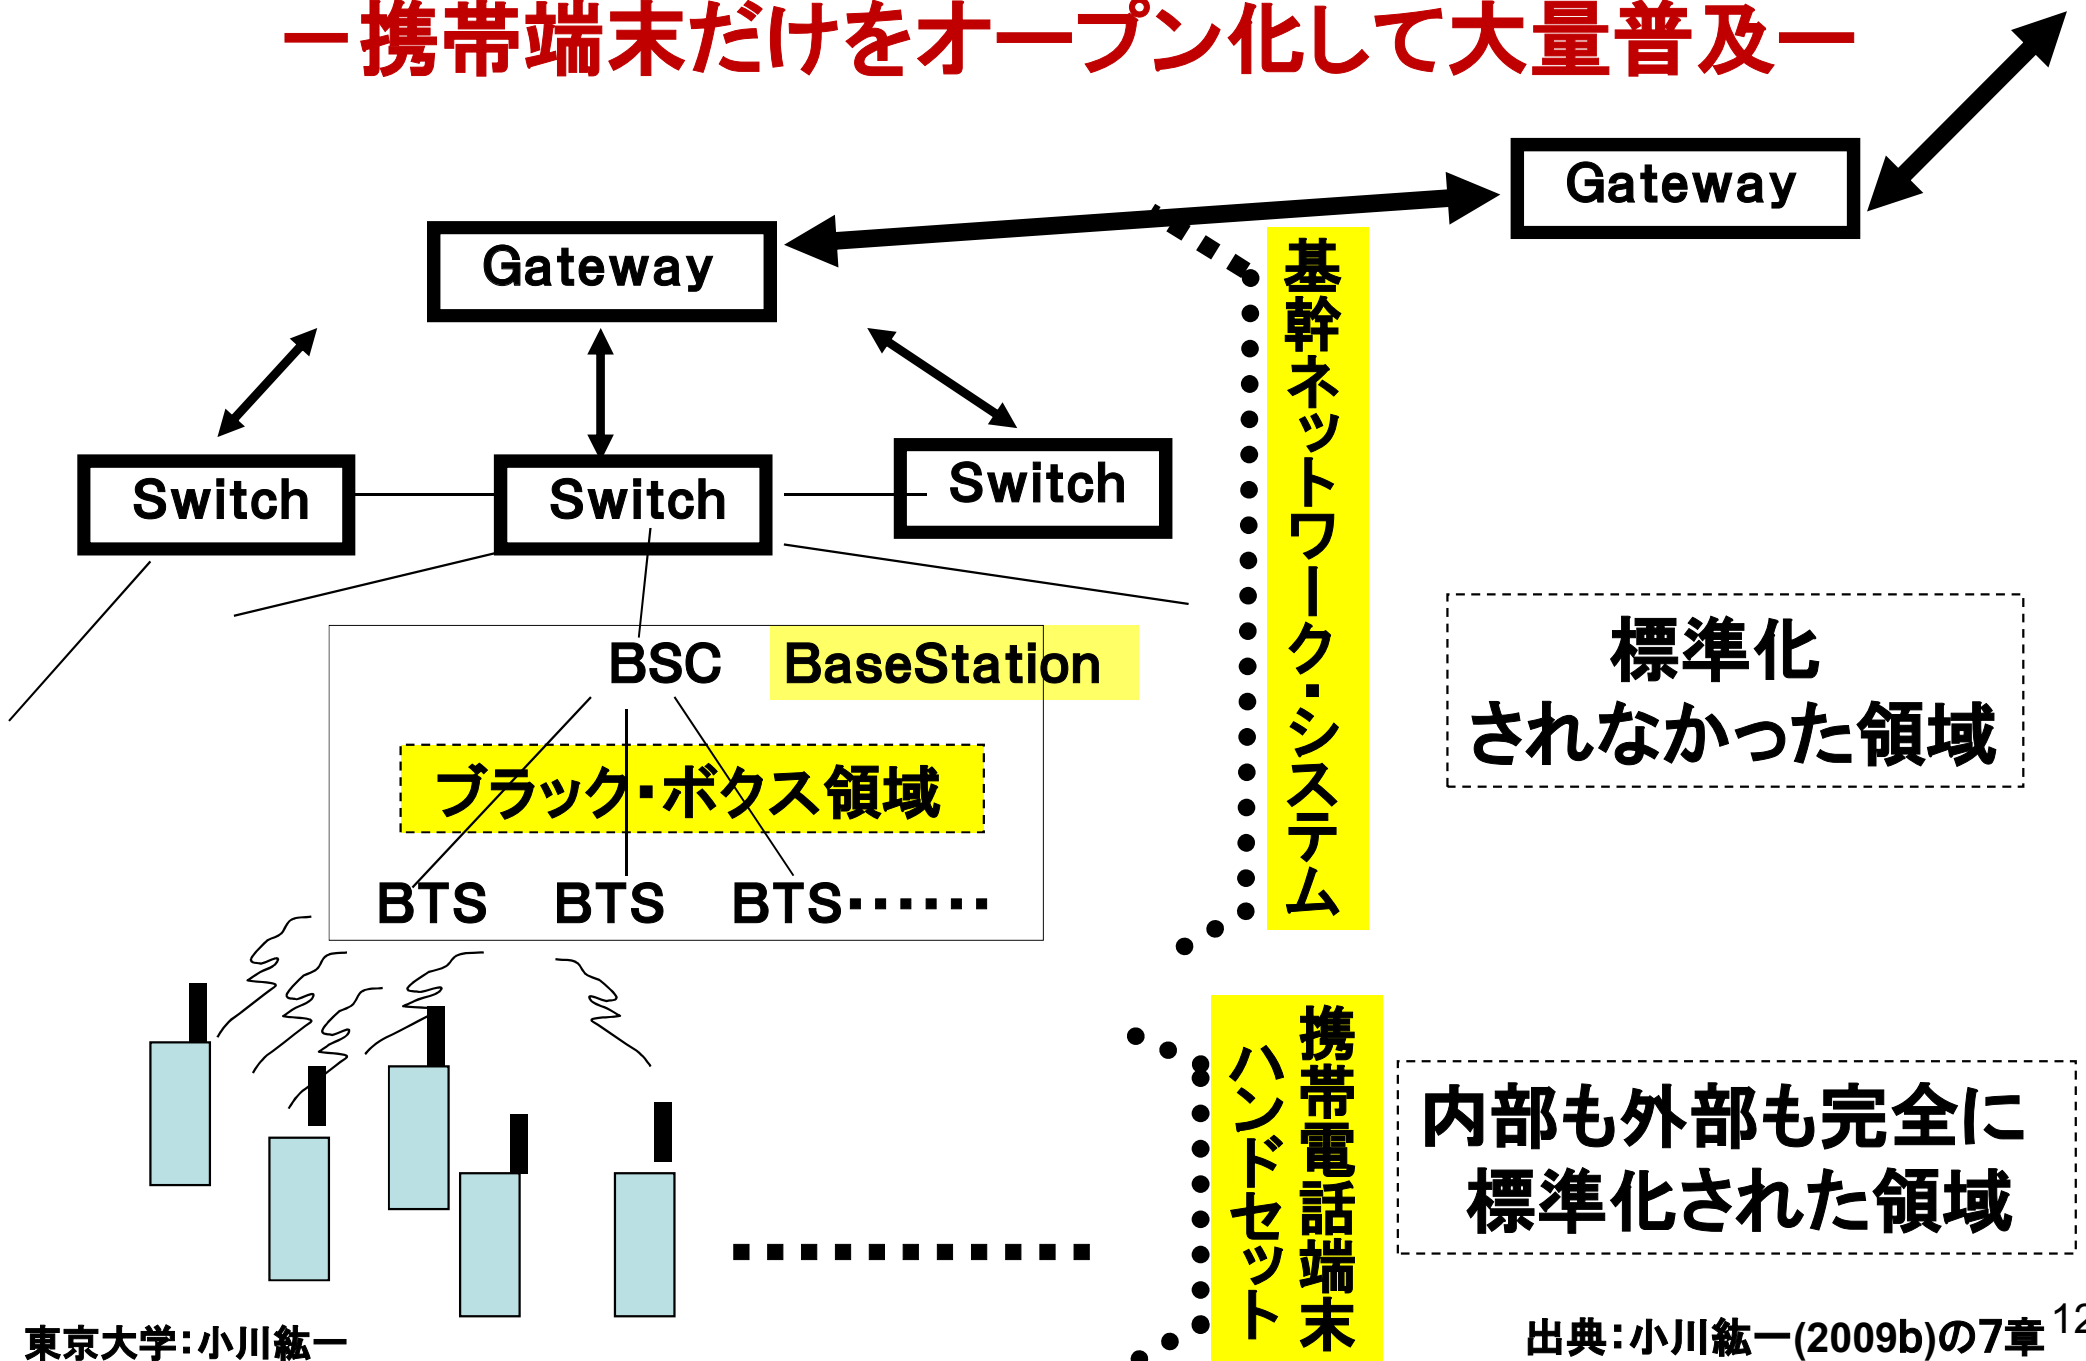 －携帯端末だけをオープン化して大量普及－
Gateway
Gateway
Switch
Switch
Switch
基幹ネットワーク・システム
BSC
BaseStation
標準化
されなかった領域
ブラック・ボクス領域
BTS
BTS
BTS・・・・・・
携帯電話端末
ハンドセット
内部も外部も完全に
標準化された領域
東京大学：小川紘一
出典：小川紘一(2009b)の7章
12